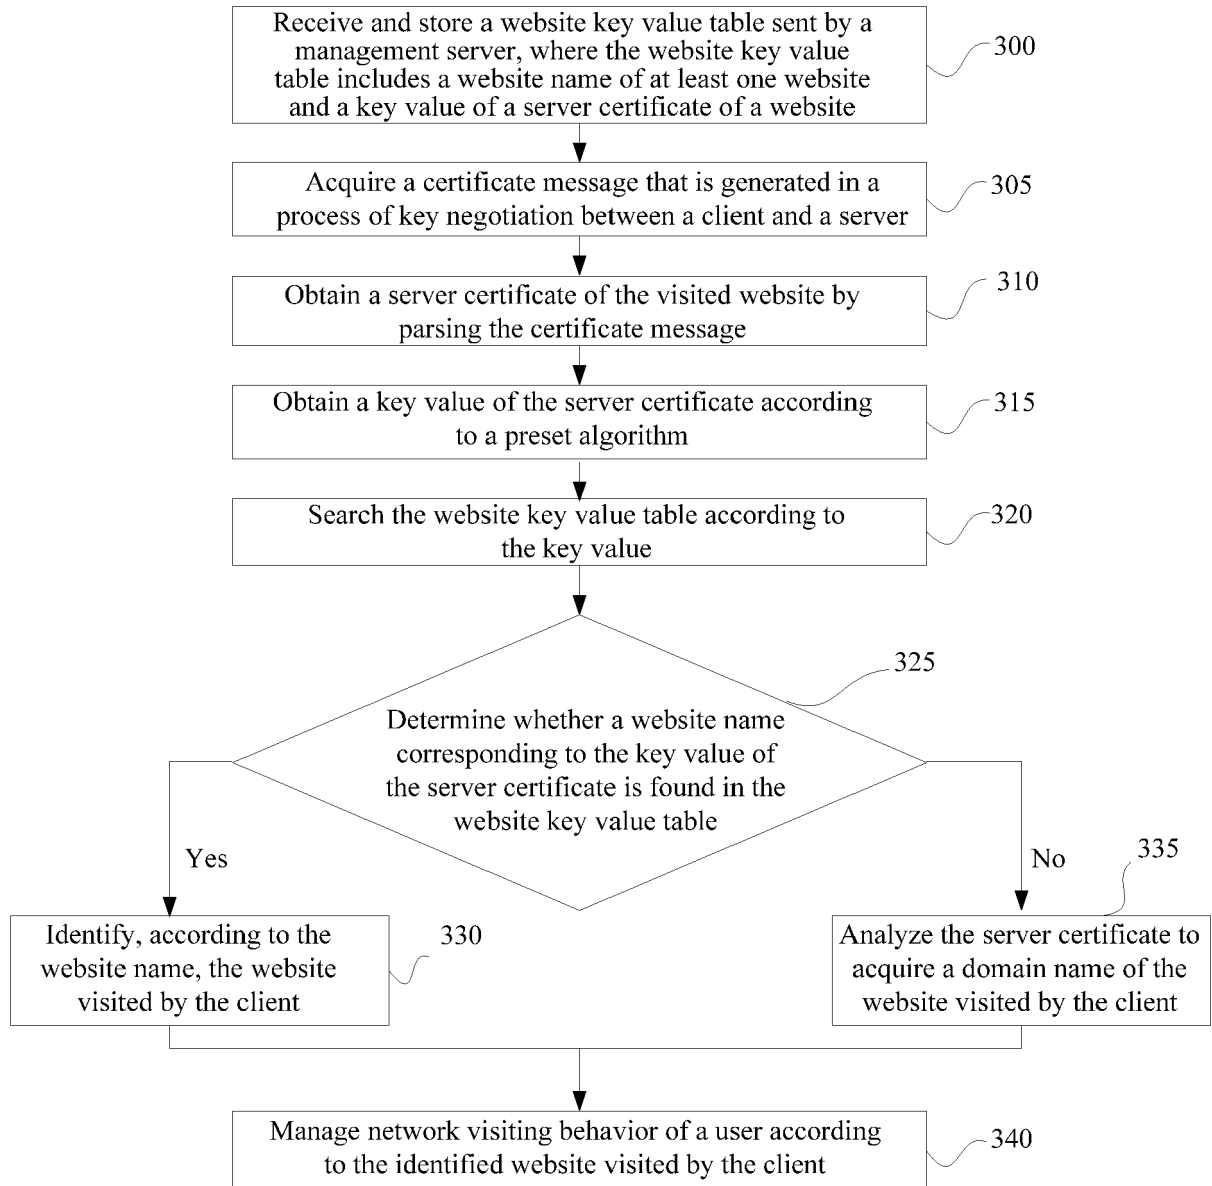 Receive and store a website key value table sent by a
management server, where the website key value
table includes a website name of at least one website
and a key value of a server certificate of a website
300
Acquire a certificate message that is generated in a
process of key negotiation between a client and a server
305
Obtain a server certificate of the visited website by
parsing the certificate message
310
Obtain a key value of the server certificate according
to a preset algorithm
315
Search the website key value table according to
the key value
320
325
Determine whether a website name
corresponding to the key value of
the server certificate is found in the
website key value table
Yes
No
335
Identify, according to the
website name, the website
visited by the client
330
Analyze the server certificate to
acquire a domain name of the
website visited by the client
Manage network visiting behavior of a user according
to the identified website visited by the client
340